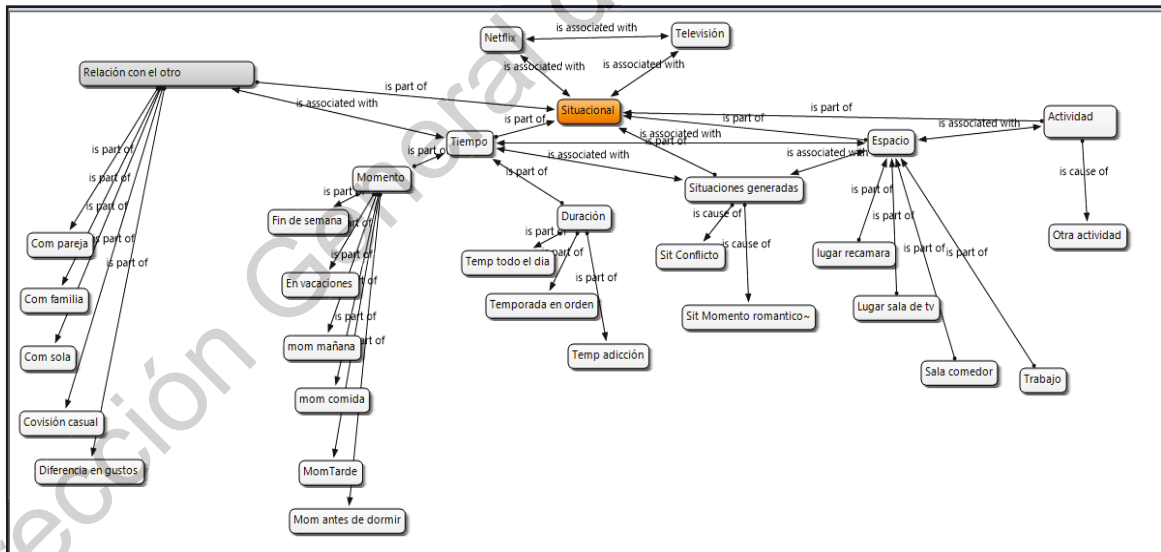 Netflix
is associated with
Televisión
is associated with
is associated with
Relación con el otro
is part of
Situacional
is part of
Actividad
is associated with
is part of
is part of
is associated with
Tiempo
is associated with
Espacio
is part of
is part of
is associated with
is part of
is associated with
Momento
is part of
Situaciones generadas
is cause of
is part of
is part of
Fin de semana
Duración
is part of
is part of
is part of
is cause of
Otra actividad
Com pareja
is part of
part of
is part of
is part of
Sit Conflicto
is cause of
lugar recamara
is part of
is part of
Temp todo el dia
is part of
En vacaciones
is part of
Com familia
Temporada en orden
Sit Momento romantico~
Lugar sala de tv
is part of
mom mañana
part of
Com sola
Temp adicción
Sala comedor
Trabajo
mom comida
Covisión casual
Diferencia en gustos
MomTarde
Mom antes de dormir
rección General d